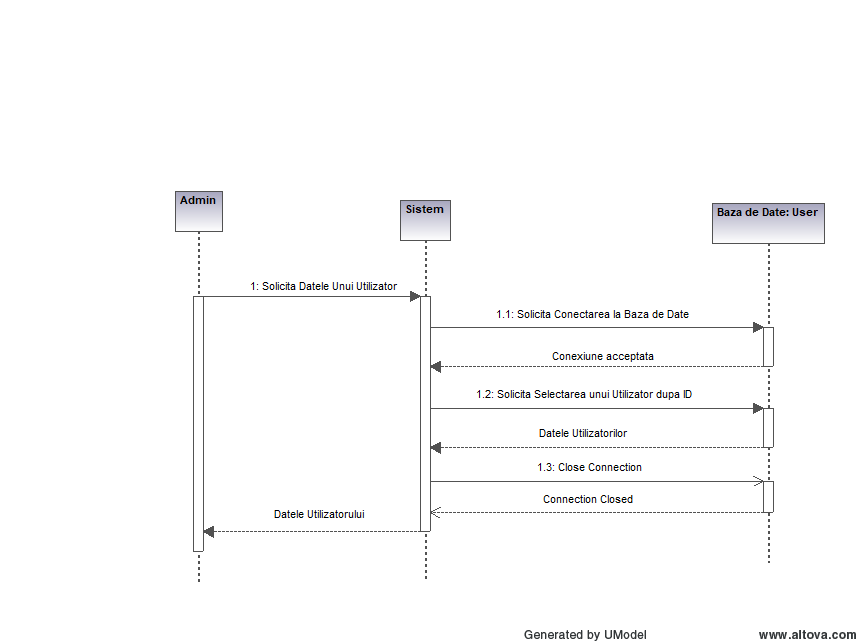 Admin
Sistem
Baza de Date: User
1: Solicita Datele Unui Utilizator
1.1: Solicita Conectarea la Baza de Date
Conexiune acceptata
1.2: Solicita Selectarea unui Utilizator dupa ID
Datele Utilizatorilor
1.3: Close Connection
Connection Closed
Datele Utilizatorului
Generated by UModel
www.altova.com